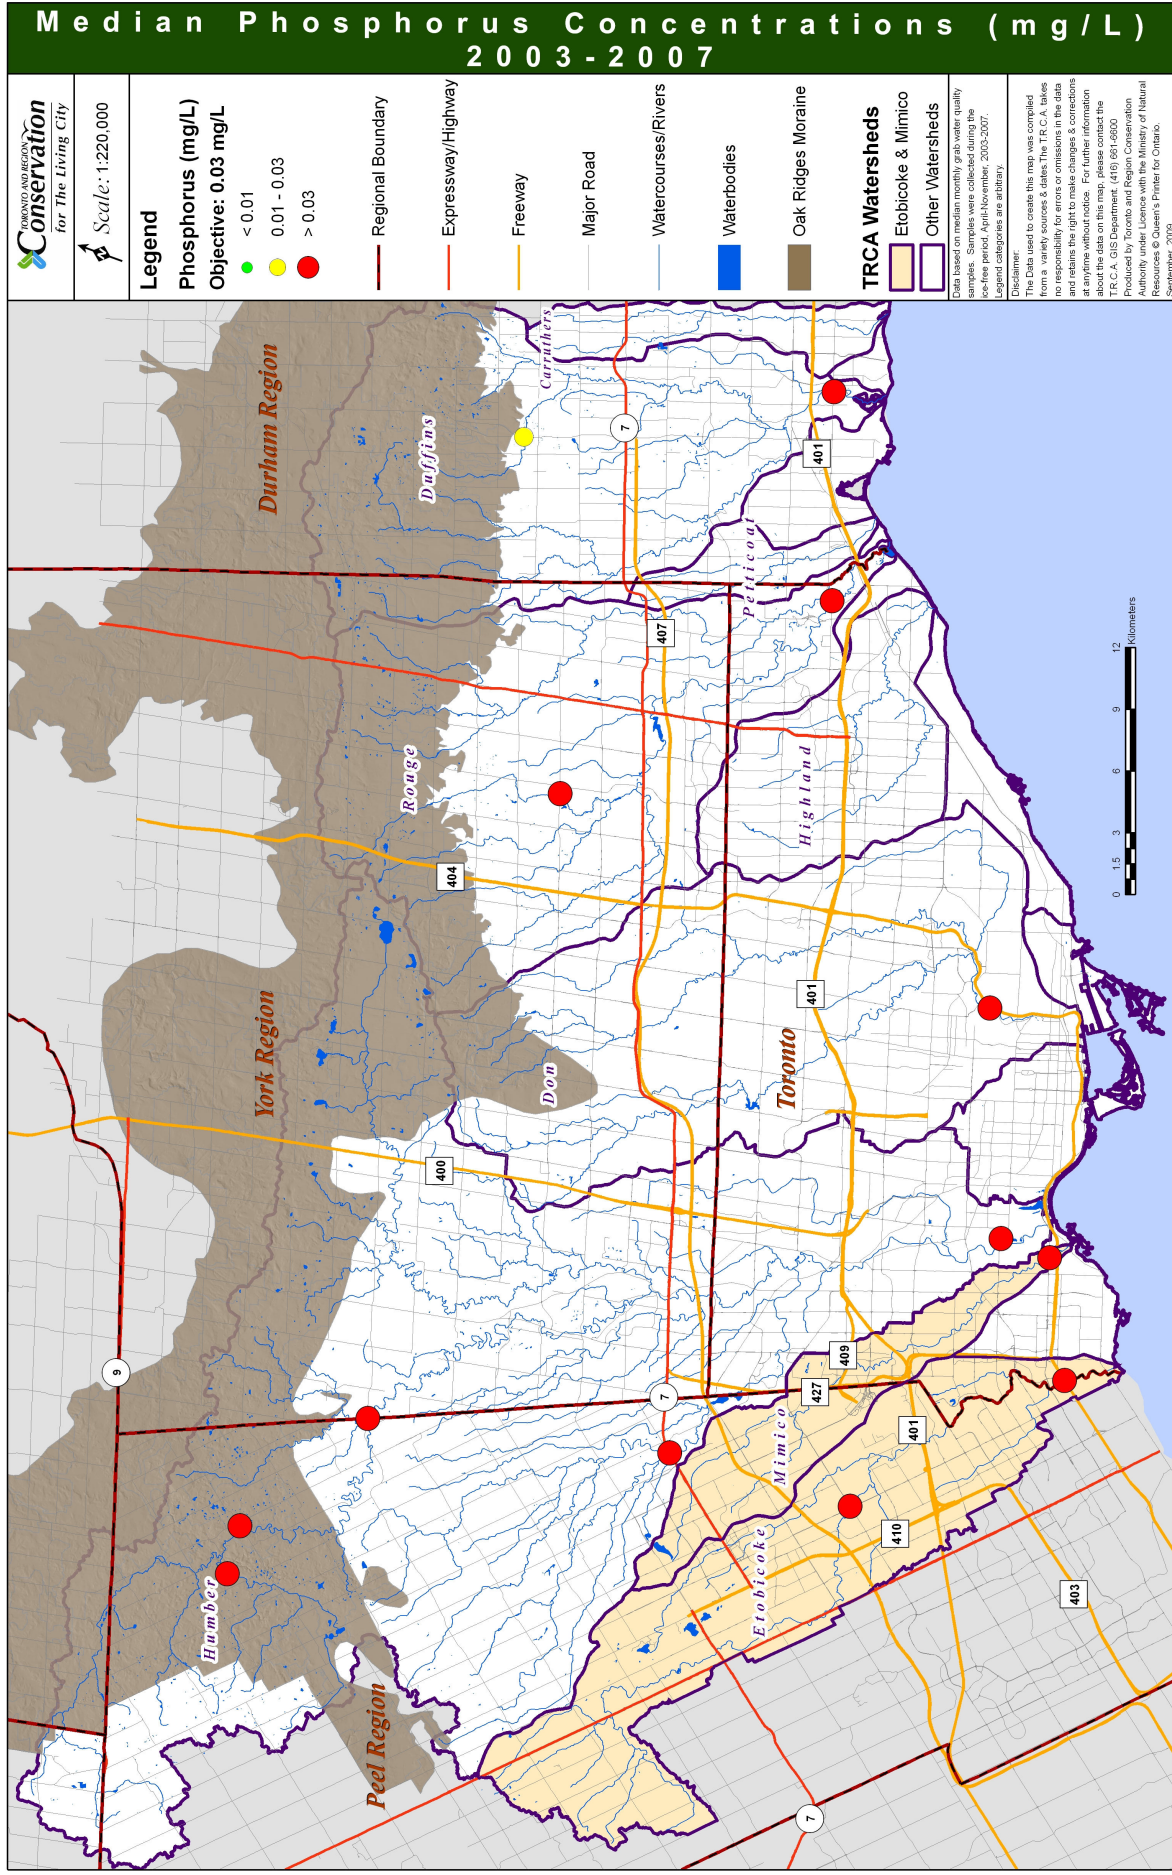 Median Phosphorus Concentrations (mg/L)
2003-2007
TORONTO AND REGION
Conservation
for The Living City
Scale: 1:220,000
Legend
Phosphorus (mg/L)
Objective: 0.03 mg/L
< 0.01
0.01 - 0.03
> 0.03
Regional Boundary
Expressway/Highway
Freeway
Major Road
Watercourses/Rivers
Waterbodies
Oak Ridges Moraine
TRCA Watersheds
Etobicoke & Mimico
Other Watersheds
Data based on median monthly grab water quality
samples. Samples were collected during the
ice-free period, April-November, 2003-2007.
Legend categories are arbitrary.
Disclaimer:
The Data used to create this map was compiled
from a variety sources & dates.The T.R.C.A. takes
no responsibility for errors or omissions in the data
and retains the right to make changes & corrections
at anytime without notice. For further information
about the data on this map, please contact the
T.R.C.A. GIS Department. (416) 661-6600
Produced by Toronto and Region Conservation
Authority under Licence with the Ministry of Natural
Resources © Queen's Printer for Ontario.
September, 2009
Durham Region
Carruthers
Duffins
7
401
Petticoat
407
Rouge
Highland
404
York Region
401
Toronto
Don
400
9
409
7
427
Mimico
401
410
Etobicoke
Humber
403
Peel Region
7
0 1.5 3 6 9 12
Kilometers